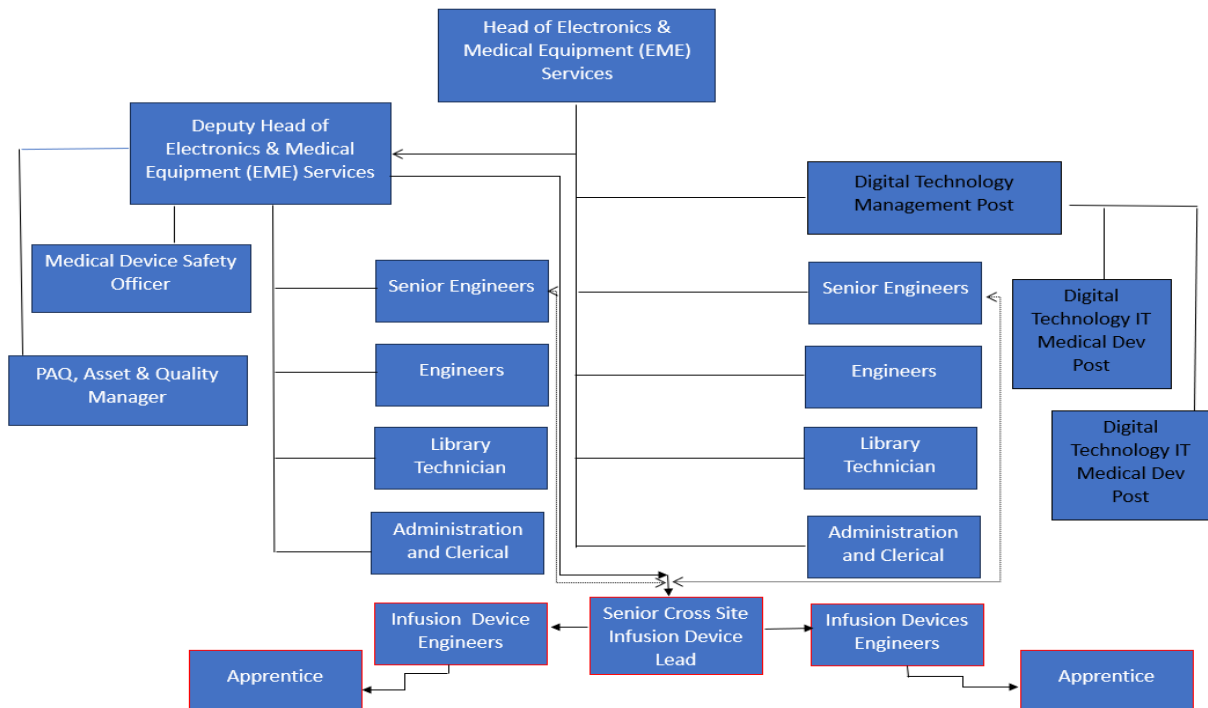 Head of Electronics &
Medical Equipment (EME)
Services
Deputy Head of
Electronics & Medical
Equipment (EME) Services
Digital Technology
Management Post
Medical Device Safety
Officer
Senior Engineers
Senior Engineers
Digital
Technology IT
Medical Dev
Post
PAQ, Asset & Quality
Manager
Engineers
Engineers
Digital
Technology IT
Medical Dev
Post
Library
Technician
Library
Technician
Administration
and Clerical
Administration
and Clerical
Infusion Device
Engineers
Senior Cross Site
Infusion Device
Lead
Infusion Devices
Engineers
Apprentice
Apprentice